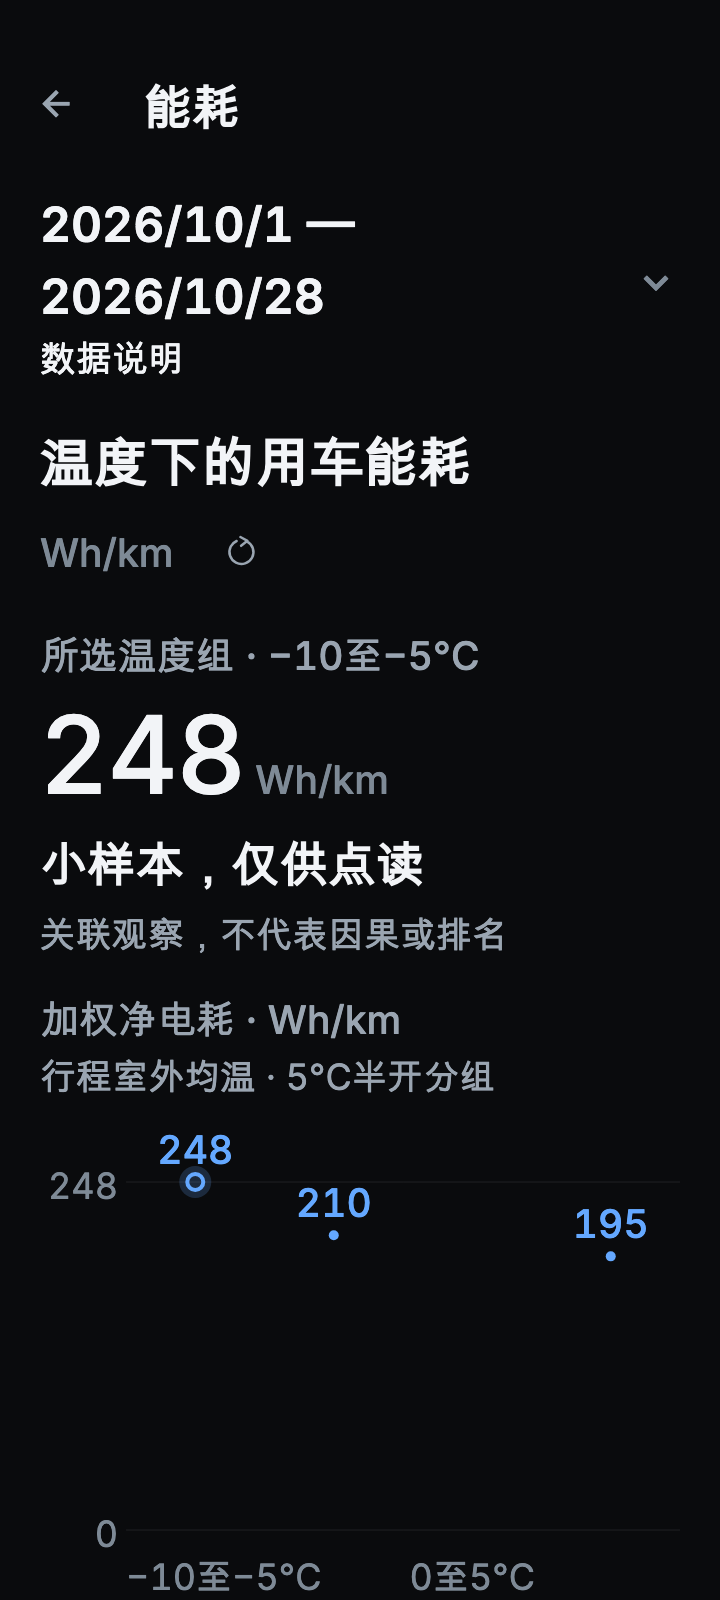 能耗
2026/10/1 —
2026/10/28
数据说明
温度下的用车能耗
Wh/km
所选温度组 · −10至−5°C
248 Wh/km
小样本，仅供点读
关联观察，不代表因果或排名
加权净电耗 · Wh/km
行程室外均温 · 5°C半开分组
248
248
210
195
0
−10至−5°C
0至5°C